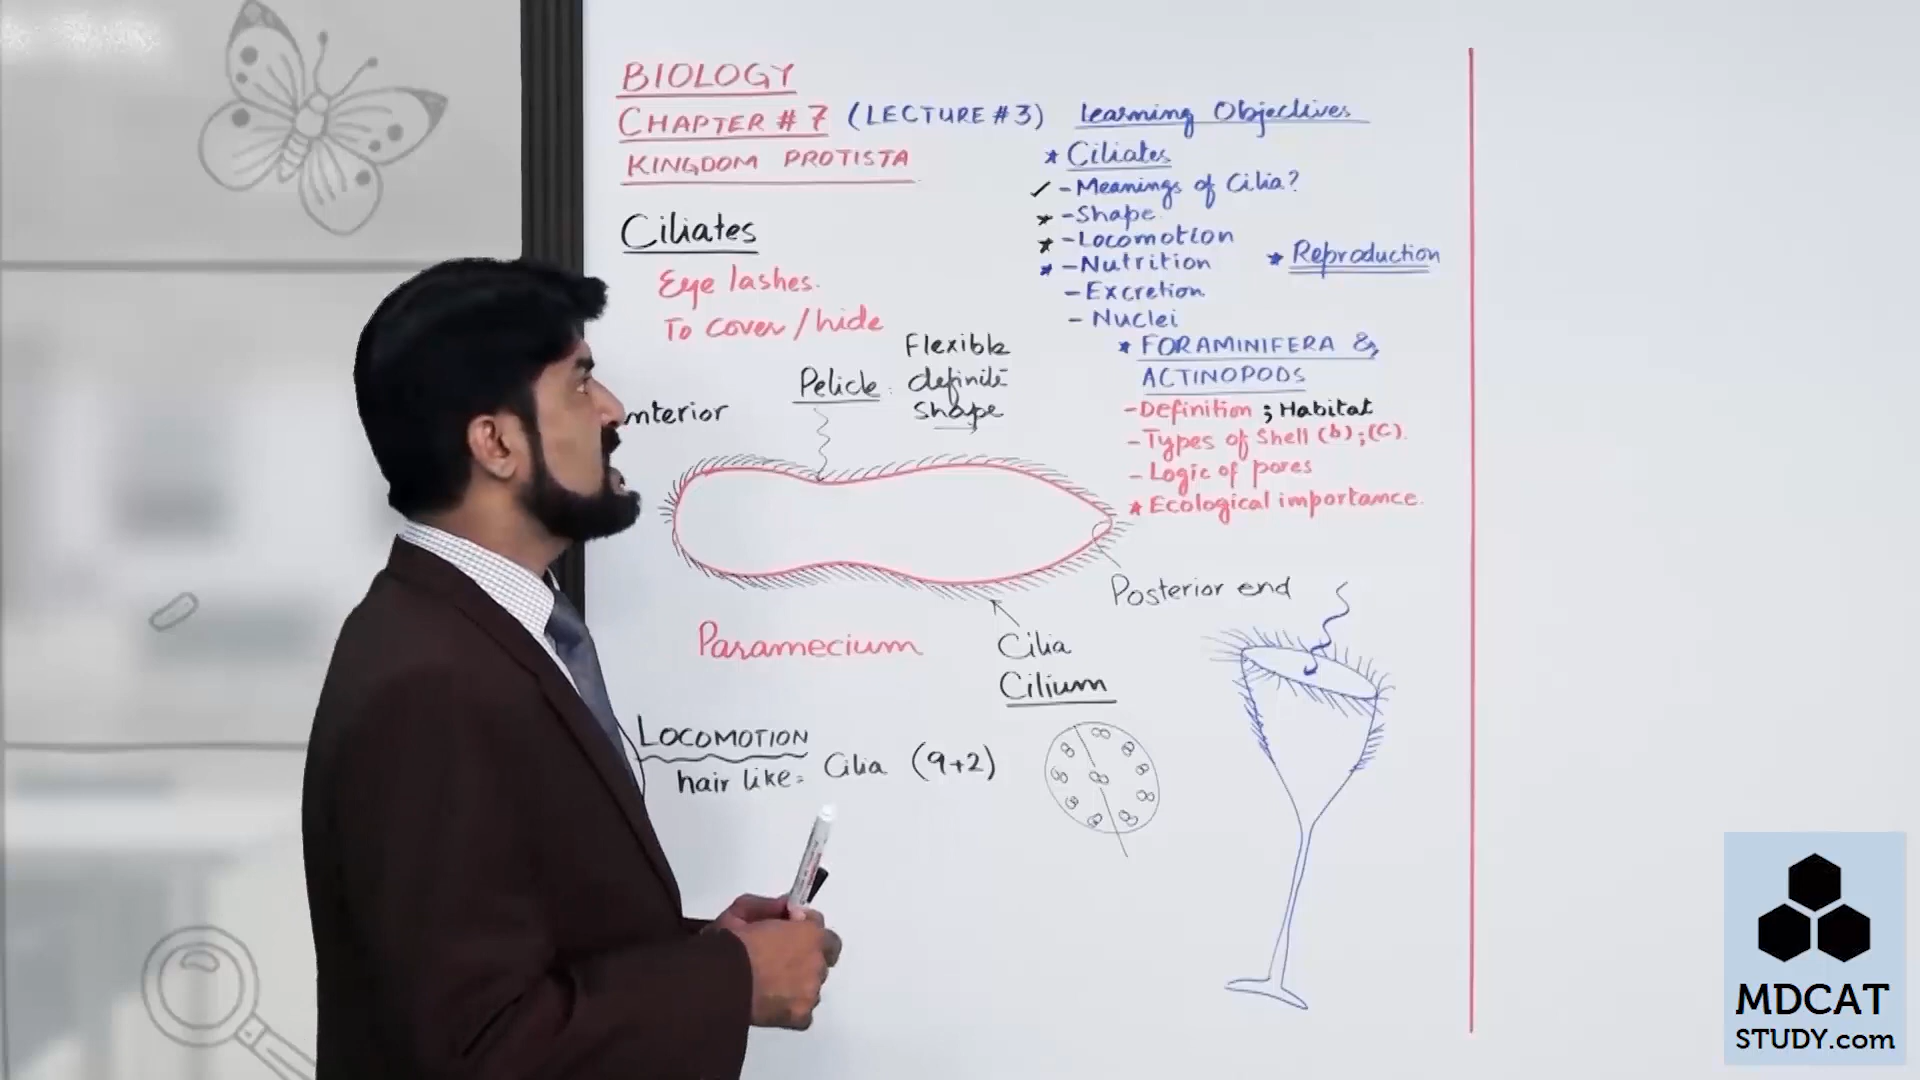 BIOLOGY
CHAPTER # 7 (LECTURE # 3)
KINGDOM PROTISTA
Ciliates
Eye lashes.
To cover / hide
Pelicle : Flexible
definite
shape
nterior
Posterior end
Paramecium
Cilia
Cilium
LOCOMOTION
hair like = Cilia (9+2)
Learning Objectives
* Ciliates
✓ - Meanings of Cilia?
* - Shape.
* - Locomotion
* - Nutrition
* Reproduction
- Excretion
- Nuclei
* FORAMINIFERA &
ACTINOPODS
- Definition ; Habitat
- Types of Shell (b) ; (C).
- Logic of pores
* Ecological importance.
MDCAT
STUDY.com